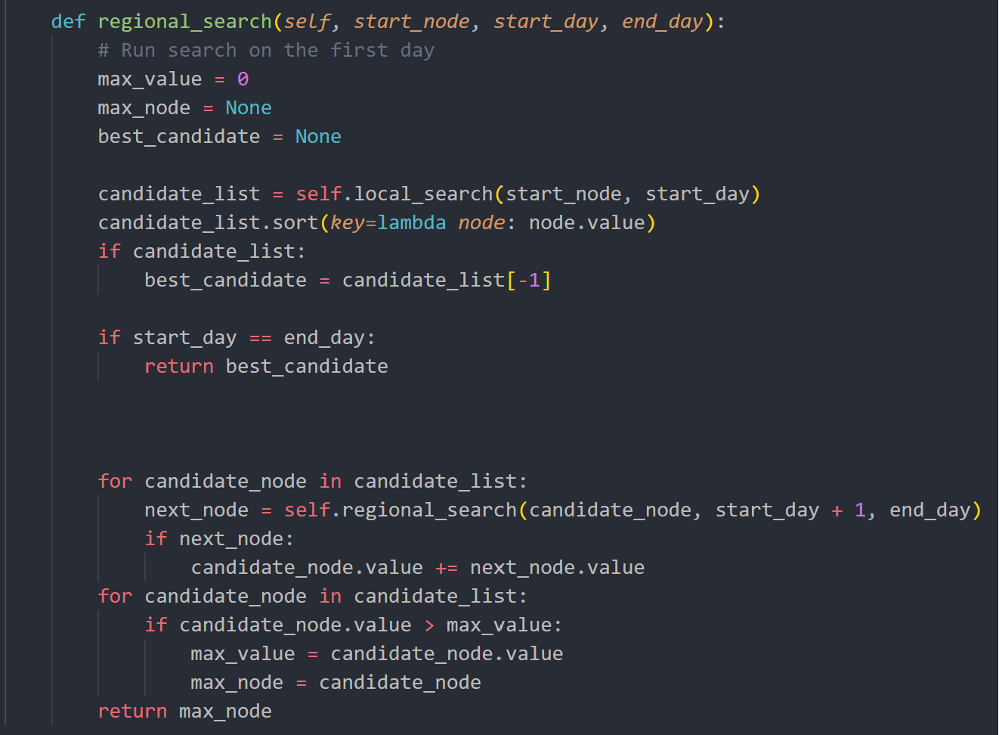 def regional_search(self, start_node, start_day, end_day):
    # Run search on the first day
    max_value = 0
    max_node = None
    best_candidate = None

    candidate_list = self.local_search(start_node, start_day)
    candidate_list.sort(key=lambda node: node.value)
    if candidate_list:
        best_candidate = candidate_list[-1]

    if start_day == end_day:
        return best_candidate



    for candidate_node in candidate_list:
        next_node = self.regional_search(candidate_node, start_day + 1, end_day)
        if next_node:
            candidate_node.value += next_node.value
    for candidate_node in candidate_list:
        if candidate_node.value > max_value:
            max_value = candidate_node.value
            max_node = candidate_node
    return max_node